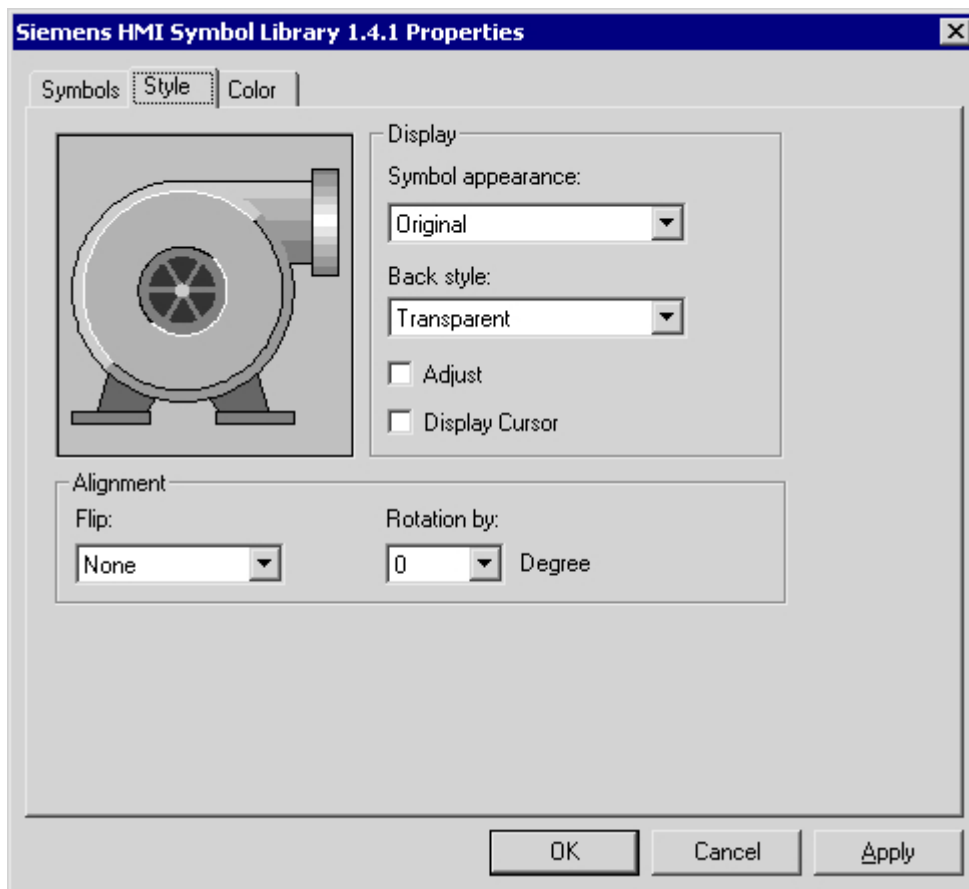 Siemens HMI Symbol Library 1.4.1 Properties
Symbols Style Color
Display
Symbol appearance:
Original
Back style:
Transparent
Adjust
Display Cursor
Alignment
Flip: Rotation by:
None 0 Degree
OK Cancel Apply